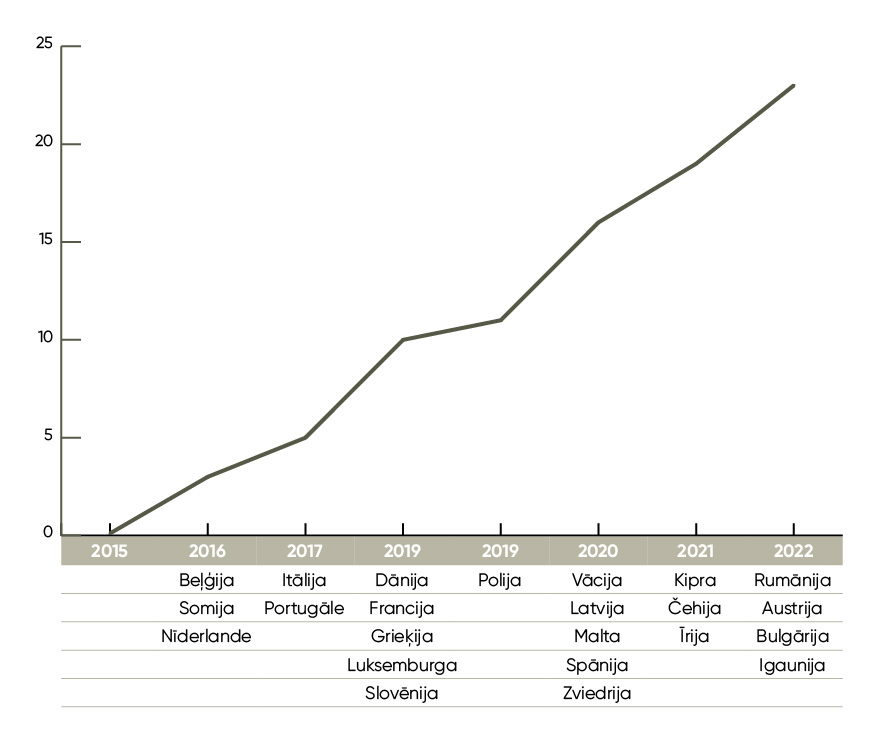 25
20
15
10
5
0
2015 2016 2017 2019 2019 2020 2021 2022
Beļģija Itālija Dānija Polija Vācija Kipra Rumānija
Somija Portugāle Francija Latvija Čehija Austrija
Nīderlande Grieķija Malta Īrija Bulgārija
Luksemburga Spānija Igaunija
Slovēnija Zviedrija